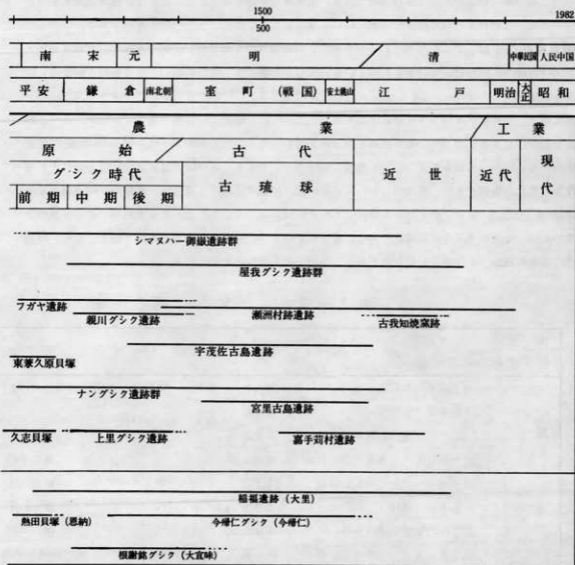 1500 1982
500
南宋 元 明 清 中華民国 人民中国
平安 鎌倉 南北朝 室町(戦国) 安土桃山 江戸 明治 大正 昭和
農業 工業
原始 古代 近世 近代 現代
グシク時代 古琉球
前期 中期 後期
シマヌハー御嶽遺跡群
屋我グシク遺跡群
フガヤ遺跡 親川グシク遺跡 瀬洲村跡遺跡 古我知焼窯跡
宇茂佐古島遺跡
東兼久原貝塚
ナングシク遺跡群
宮里古島遺跡
久志貝塚 上里グシク遺跡 嘉手苅村遺跡
稲福遺跡(大里)
熱田貝塚(恩納) 今帰仁グシク(今帰仁)
根謝銘グシク(大宜味)